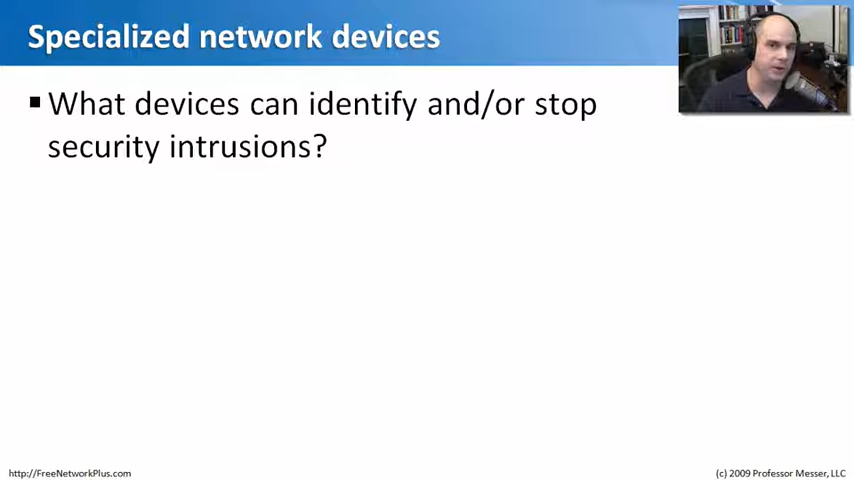 Specialized network devices
What devices can identify and/or stop
security intrusions?
http://FreeNetworkPlus.com
(c) 2009 Professor Messer, LLC